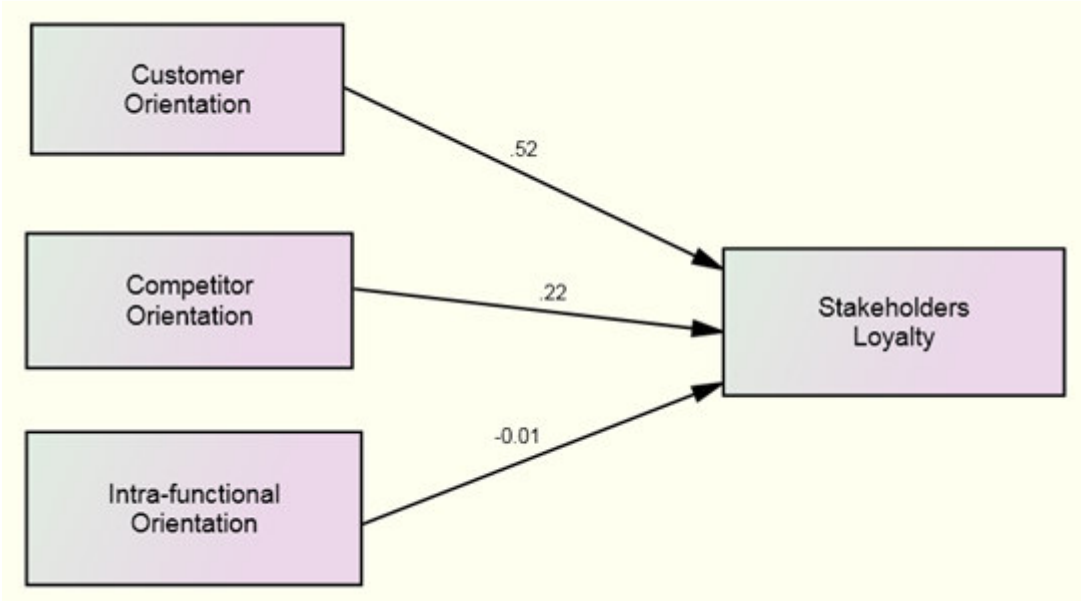 Customer
Orientation
.52
Competitor
Orientation
.22
Stakeholders
Loyalty
-0.01
Intra-functional
Orientation